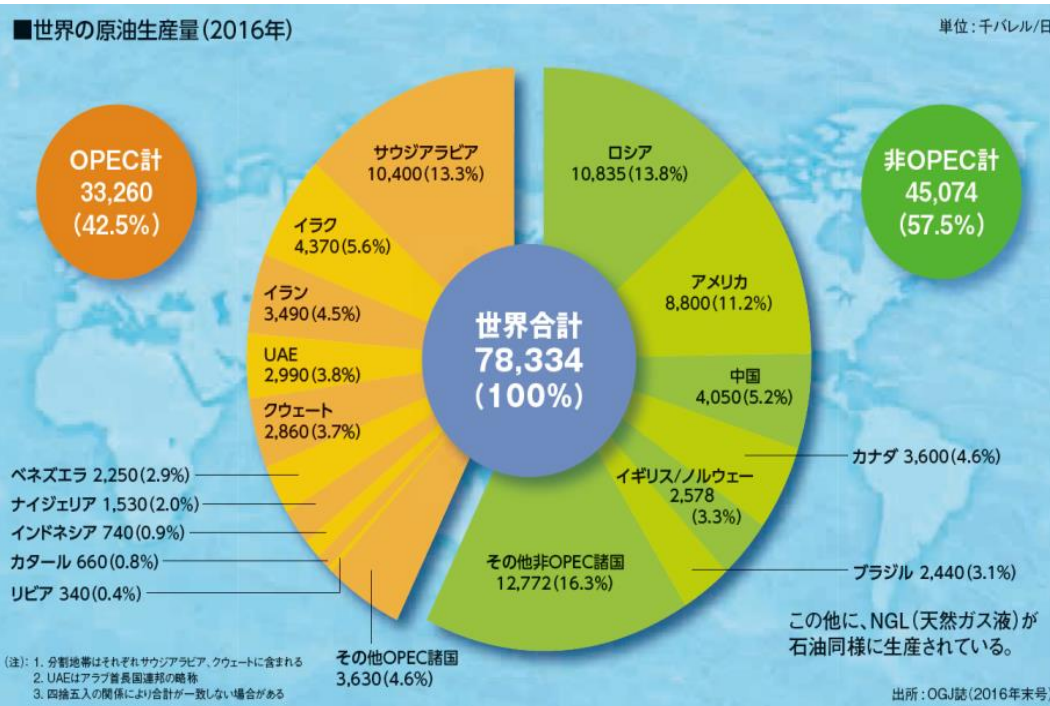 ■世界の原油生産量(2016年)
単位:千バレル/日
OPEC計
33,260
(42.5%)
非OPEC計
45,074
(57.5%)
世界合計
78,334
(100%)
サウジアラビア
10,400(13.3%)
イラク
4,370(5.6%)
イラン
3,490(4.5%)
UAE
2,990(3.8%)
クウェート
2,860(3.7%)
ベネズエラ 2,250(2.9%)
ナイジェリア 1,530(2.0%)
インドネシア 740(0.9%)
カタール 660(0.8%)
リビア 340(0.4%)
その他OPEC諸国
3,630(4.6%)
ロシア
10,835(13.8%)
アメリカ
8,800(11.2%)
中国
4,050(5.2%)
カナダ 3,600(4.6%)
イギリス/ノルウェー
2,578
(3.3%)
ブラジル 2,440(3.1%)
その他非OPEC諸国
12,772(16.3%)
この他に、NGL(天然ガス液)が
石油同様に生産されている。
(注): 1. 分割地帯はそれぞれサウジアラビア、クウェートに含まれる
2. UAEはアラブ首長国連邦の略称
3. 四捨五入の関係により合計が一致しない場合がある
出所:OGJ誌(2016年末号)